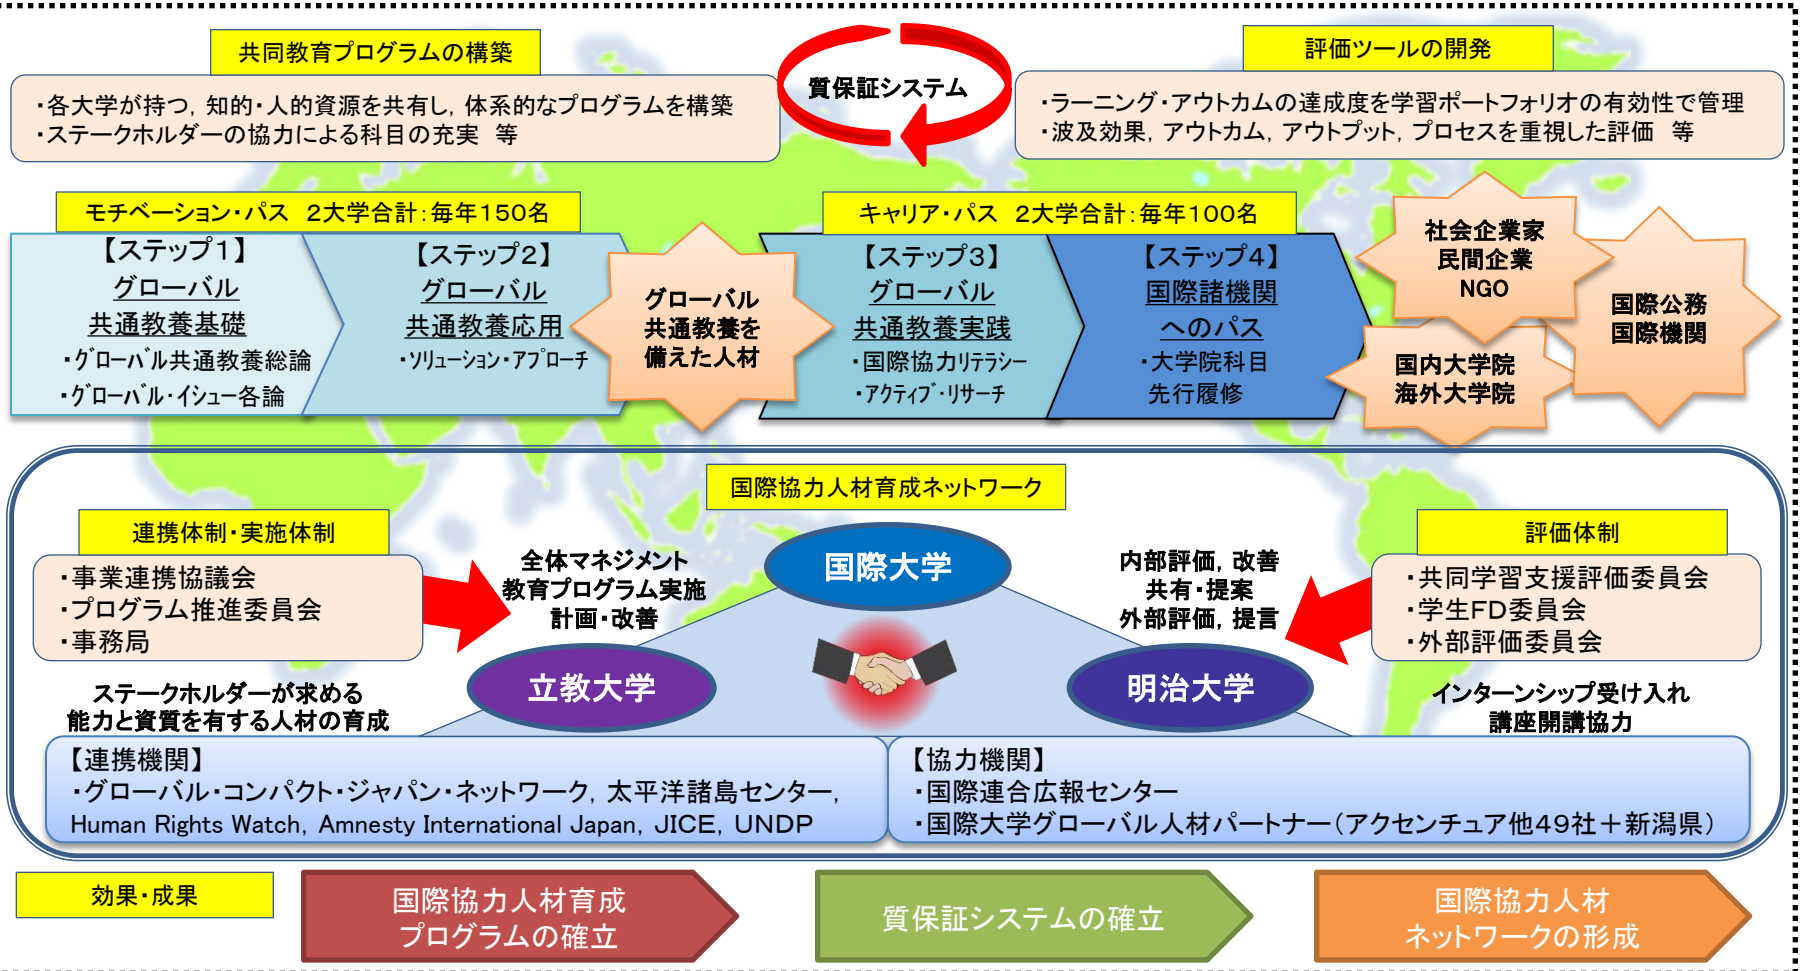 共同教育プログラムの構築
・各大学が持つ，知的・人的資源を共有し，体系的なプログラムを構築
・ステークホルダーの協力による科目の充実　等
質保証システム
評価ツールの開発
・ラーニング・アウトカムの達成度を学習ポートフォリオの有効性で管理
・波及効果，アウトカム，アウトプット，プロセスを重視した評価　等
モチベーション・パス　２大学合計：毎年１５０名
【ステップ１】
グローバル
共通教養基礎
・グローバル共通教養総論
・グローバル・イシュー各論
【ステップ２】
グローバル
共通教養応用
・ソリューション・アプローチ
グローバル
共通教養を
備えた人材
キャリア・パス　２大学合計：毎年１００名
【ステップ３】
グローバル
共通教養実践
・国際協力リテラシー
・アクティブ・リサーチ
【ステップ４】
国際諸機関
へのパス
・大学院科目
先行履修
社会企業家
民間企業
NGO
国際公務
国際機関
国内大学院
海外大学院
国際協力人材育成ネットワーク
連携体制・実施体制
・事業連携協議会
・プログラム推進委員会
・事務局
全体マネジメント
教育プログラム実施
計画・改善
国際大学
立教大学
明治大学
内部評価，改善
共有・提案
外部評価，提言
評価体制
・共同学習支援評価委員会
・学生ＦＤ委員会
・外部評価委員会
ステークホルダーが求める
能力と資質を有する人材の育成
インターンシップ受け入れ
講座開講協力
【連携機関】
・グローバル・コンパクト・ジャパン・ネットワーク，太平洋諸島センター，
Human Rights Watch，Amnesty International Japan，ＪＩＣＥ，ＵＮＤＰ
【協力機関】
・国際連合広報センター
・国際大学グローバル人材パートナー（アクセンチュア他４９社＋新潟県）
効果・成果
国際協力人材育成
プログラムの確立
質保証システムの確立
国際協力人材
ネットワークの形成